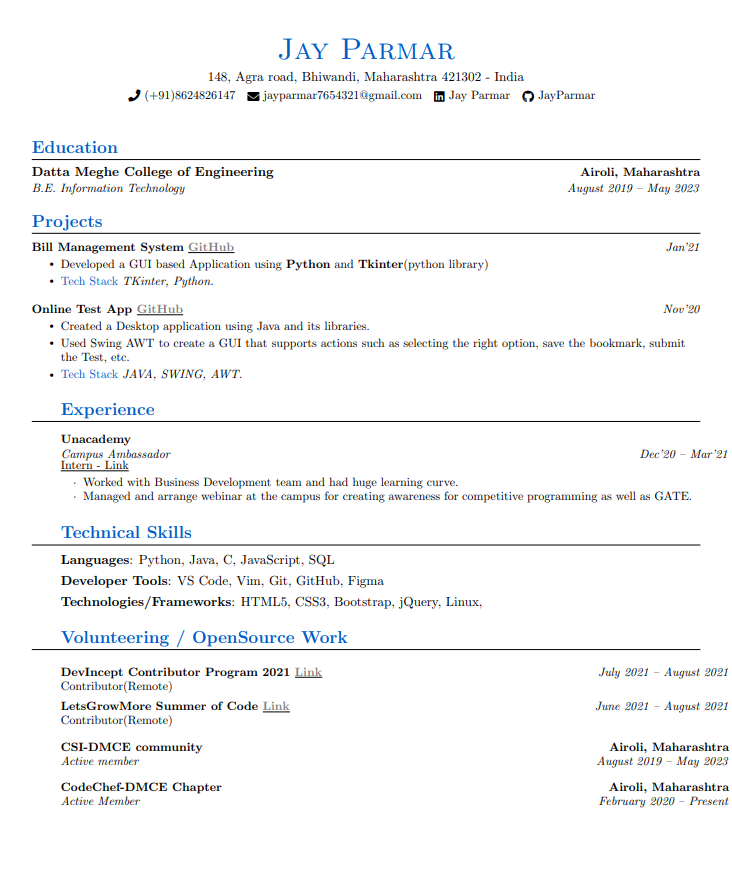 Jay Parmar
148, Agra road, Bhiwandi, Maharashtra 421302 - India
(+91)8624826147 jayparmar7654321@gmail.com Jay Parmar JayParmar
Education
Datta Meghe College of Engineering Airoli, Maharashtra
B.E. Information Technology August 2019 – May 2023
Projects
Bill Management System GitHub Jan'21
• Developed a GUI based Application using Python and Tkinter(python library)
• Tech Stack TKinter, Python.
Online Test App GitHub Nov'20
• Created a Desktop application using Java and its libraries.
• Used Swing AWT to create a GUI that supports actions such as selecting the right option, save the bookmark, submit
the Test, etc.
• Tech Stack JAVA, SWING, AWT.
Experience
Unacademy
Campus Ambassador Dec'20 – Mar'21
Intern - Link
· Worked with Business Development team and had huge learning curve.
· Managed and arrange webinar at the campus for creating awareness for competitive programming as well as GATE.
Technical Skills
Languages: Python, Java, C, JavaScript, SQL
Developer Tools: VS Code, Vim, Git, GitHub, Figma
Technologies/Frameworks: HTML5, CSS3, Bootstrap, jQuery, Linux,
Volunteering / OpenSource Work
DevIncept Contributor Program 2021 Link July 2021 – August 2021
Contributor(Remote)
LetsGrowMore Summer of Code Link June 2021 – August 2021
Contributor(Remote)
CSI-DMCE community Airoli, Maharashtra
Active member August 2019 – May 2023
CodeChef-DMCE Chapter Airoli, Maharashtra
Active Member February 2020 – Present